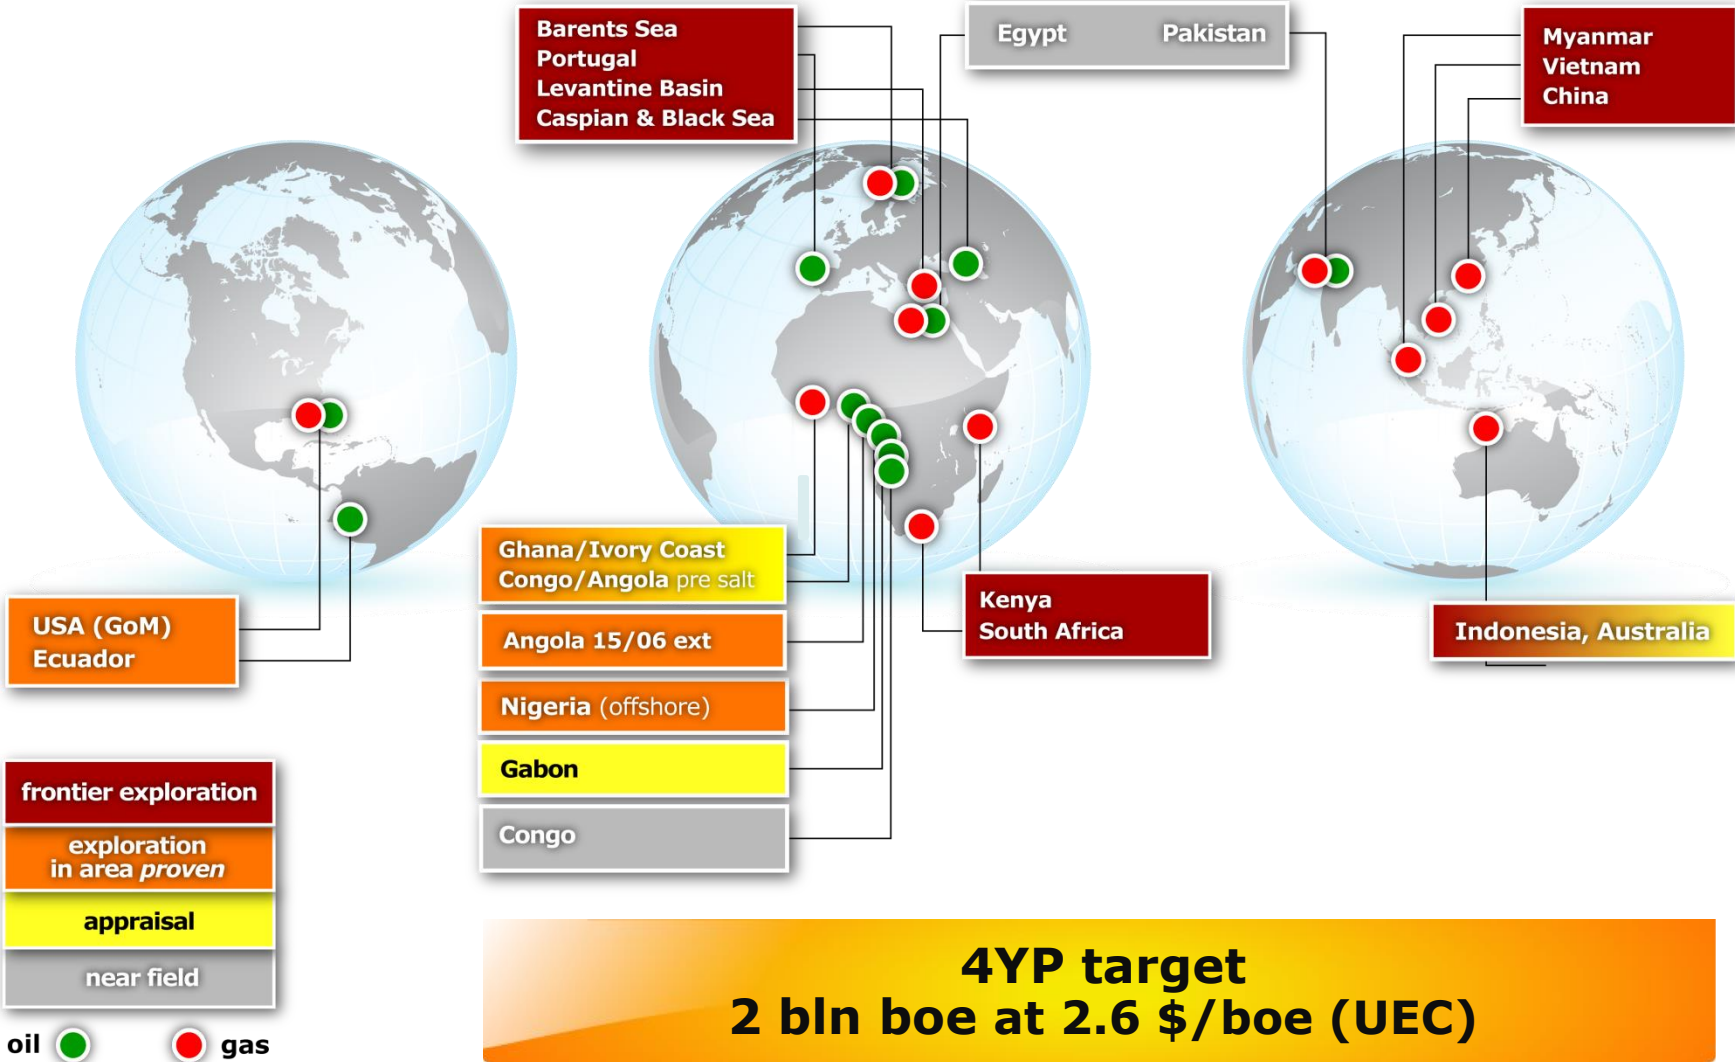 Barents Sea
Portugal
Levantine Basin
Caspian & Black Sea
Egypt Pakistan
Myanmar
Vietnam
China
USA (GoM)
Ecuador
Ghana/Ivory Coast
Congo/Angola pre salt
Angola 15/06 ext
Nigeria (offshore)
Gabon
Congo
Kenya
South Africa
Indonesia, Australia
frontier exploration
exploration
in area proven
appraisal
near field
oil gas
4YP target
2 bln boe at 2.6 $/boe (UEC)